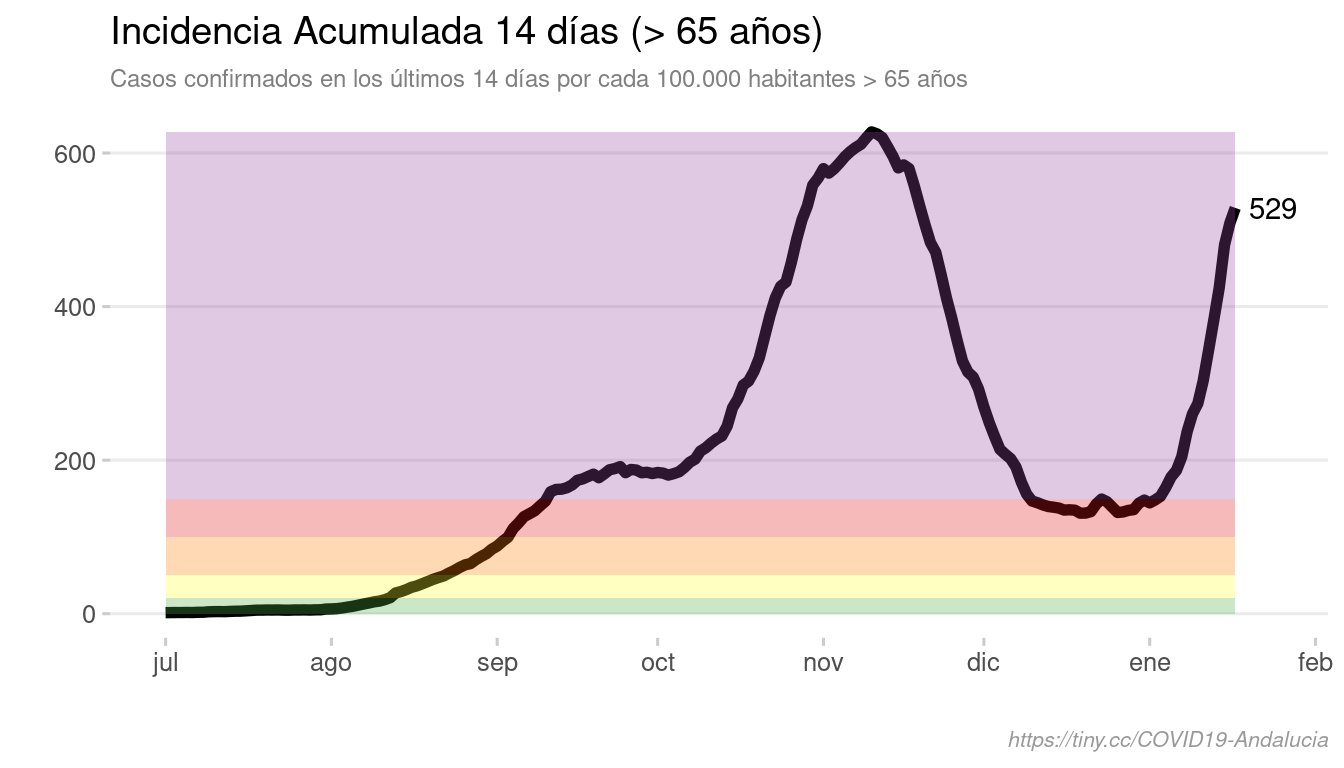 Incidencia Acumulada 14 días (> 65 años)
Casos confirmados en los últimos 14 días por cada 100.000 habitantes > 65 años
600
529
400
200
0
jul ago sep oct nov dic ene feb
https://tiny.cc/COVID19-Andalucia